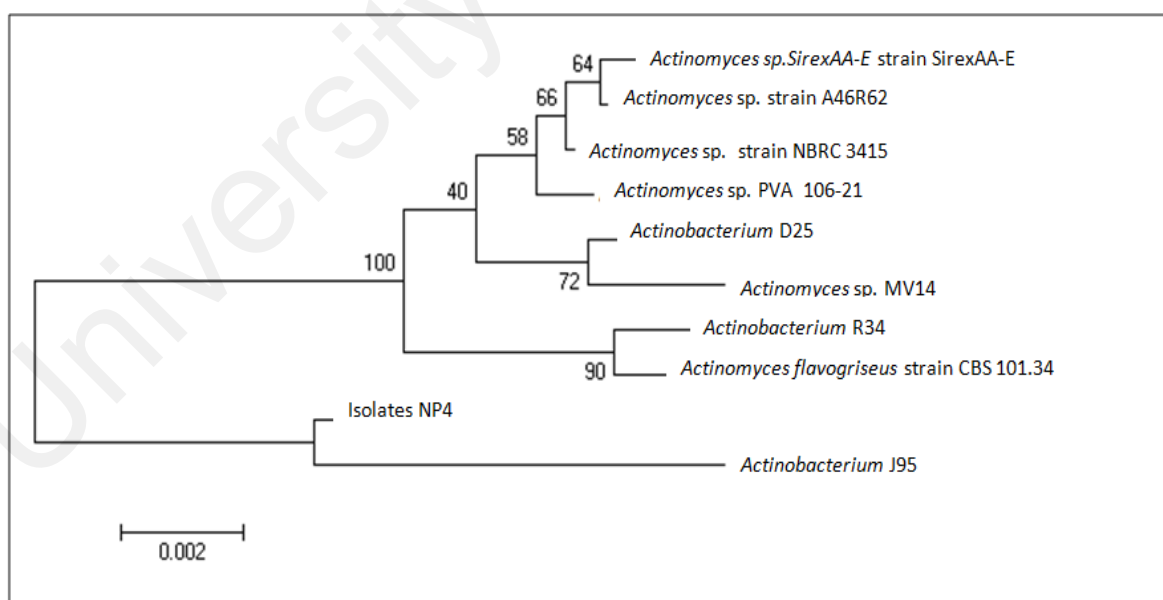 University
64
Actinomyces sp.SirexAA-E strain SirexAA-E
Actinomyces sp. strain A46R62
66
Actinomyces sp. strain NBRC 3415
58
Actinomyces sp. PVA 106-21
40
Actinobacterium D25
72
Actinomyces sp. MV14
100
Actinobacterium R34
90
Actinomyces flavogriseus strain CBS 101.34
Isolates NP4
Actinobacterium J95
0.002